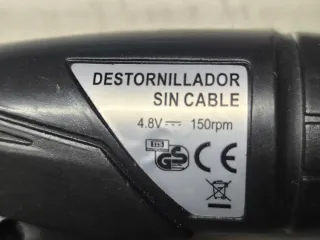 DESTORNILLADOR
SIN CABLE
4.8V⎓ 150rpm
GS CE